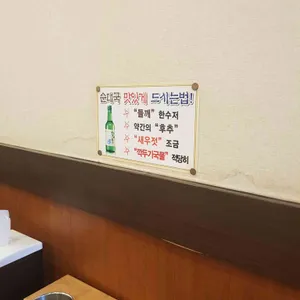 순대국 맛있게 드시는법!
☆ "들깨" 한수저
☆ 약간의 "후추"
☆ "새우젓" 조금
☆ "깍두기국물" 적당히